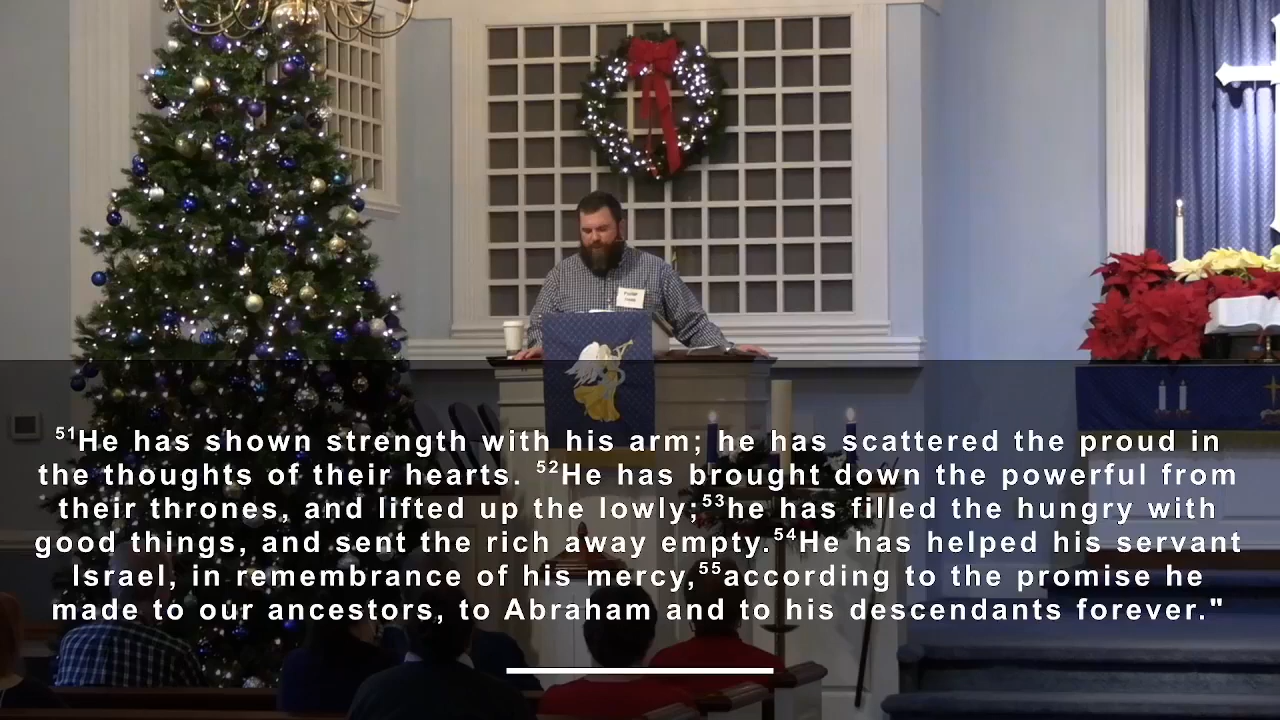 Pastor
⁵¹He has shown strength with his arm; he has scattered the proud in
the thoughts of their hearts. ⁵²He has brought down the powerful from
their thrones, and lifted up the lowly;⁵³he has filled the hungry with
good things, and sent the rich away empty.⁵⁴He has helped his servant
Israel, in remembrance of his mercy,⁵⁵according to the promise he
made to our ancestors, to Abraham and to his descendants forever."